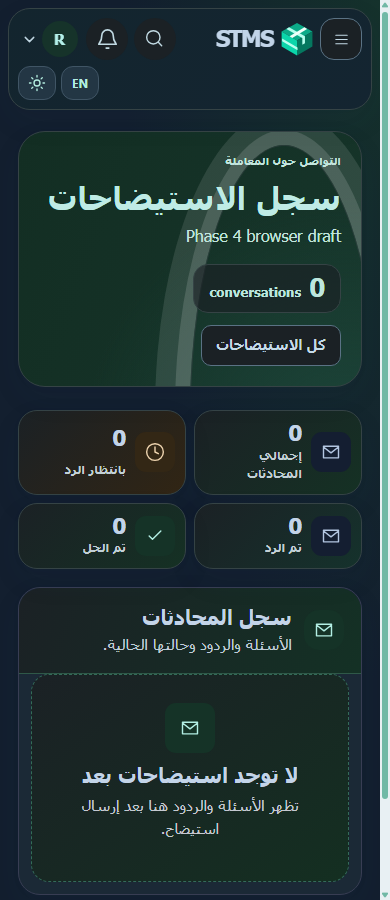 STMS
R
EN
التواصل حول المعاملة
سجل الاستيضاحات
Phase 4 browser draft
0 conversations
كل الاستيضاحات
0
إجمالي المحادثات
0
بانتظار الرد
0
تم الرد
0
تم الحل
سجل المحادثات
الأسئلة والردود وحالتها الحالية.
لا توجد استيضاحات بعد
تظهر الأسئلة والردود هنا بعد إرسال
استيضاح.